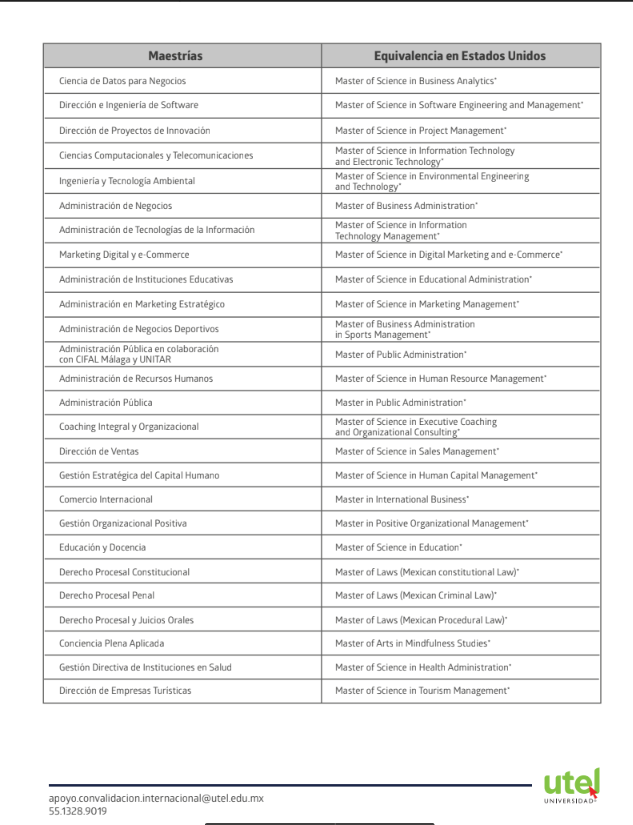 Maestrías Equivalencia en Estados Unidos
Ciencia de Datos para Negocios Master of Science in Business Analytics*
Dirección e Ingeniería de Software Master of Science in Software Engineering and Management*
Dirección de Proyectos de Innovación Master of Science in Project Management*
Ciencias Computacionales y Telecomunicaciones Master of Science in Information Technology
and Electronic Technology*
Ingeniería y Tecnología Ambiental Master of Science in Environmental Engineering
and Technology*
Administración de Negocios Master of Business Administration*
Administración de Tecnologías de la Información Master of Science in Information
Technology Management*
Marketing Digital y e-Commerce Master of Science in Digital Marketing and e-Commerce*
Administración de Instituciones Educativas Master of Science in Educational Administration*
Administración en Marketing Estratégico Master of Science in Marketing Management*
Administración de Negocios Deportivos Master of Business Administration
in Sports Management*
Administración Pública en colaboración
con CIFAL Málaga y UNITAR Master of Public Administration*
Administración de Recursos Humanos Master of Science in Human Resource Management*
Administración Pública Master in Public Administration*
Coaching Integral y Organizacional Master of Science in Executive Coaching
and Organizational Consulting*
Dirección de Ventas Master of Science in Sales Management*
Gestión Estratégica del Capital Humano Master of Science in Human Capital Management*
Comercio Internacional Master in International Business*
Gestión Organizacional Positiva Master in Positive Organizational Management*
Educación y Docencia Master of Science in Education*
Derecho Procesal Constitucional Master of Laws (Mexican constitutional Law)*
Derecho Procesal Penal Master of Laws (Mexican Criminal Law)*
Derecho Procesal y Juicios Orales Master of Laws (Mexican Procedural Law)*
Conciencia Plena Aplicada Master of Arts in Mindfulness Studies*
Gestión Directiva de Instituciones en Salud Master of Science in Health Administration*
Dirección de Empresas Turísticas Master of Science in Tourism Management*
apoyo.convalidacion.internacional@utel.edu.mx
55.1328.9019
utel
UNIVERSIDAD